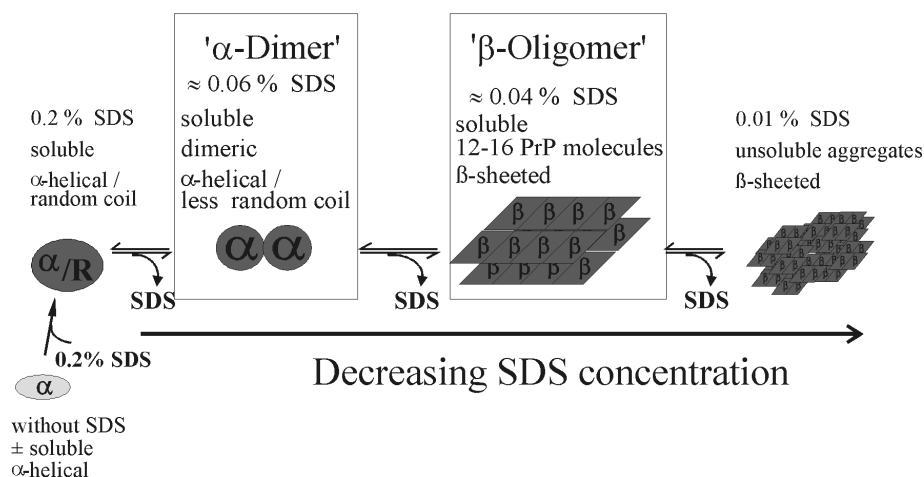 'α-Dimer'
≈ 0.06 % SDS
soluble
dimeric
α-helical /
less random coil
'β-Oligomer'
≈ 0.04 % SDS
soluble
12-16 PrP molecules
ß-sheeted
0.2 % SDS
soluble
α-helical /
random coil
0.01 % SDS
unsoluble aggregates
ß-sheeted
α/R
α α
β β β β
β β β β
β β β β
SDS
SDS
SDS
0.2% SDS
α
without SDS
± soluble
α-helical
Decreasing SDS concentration